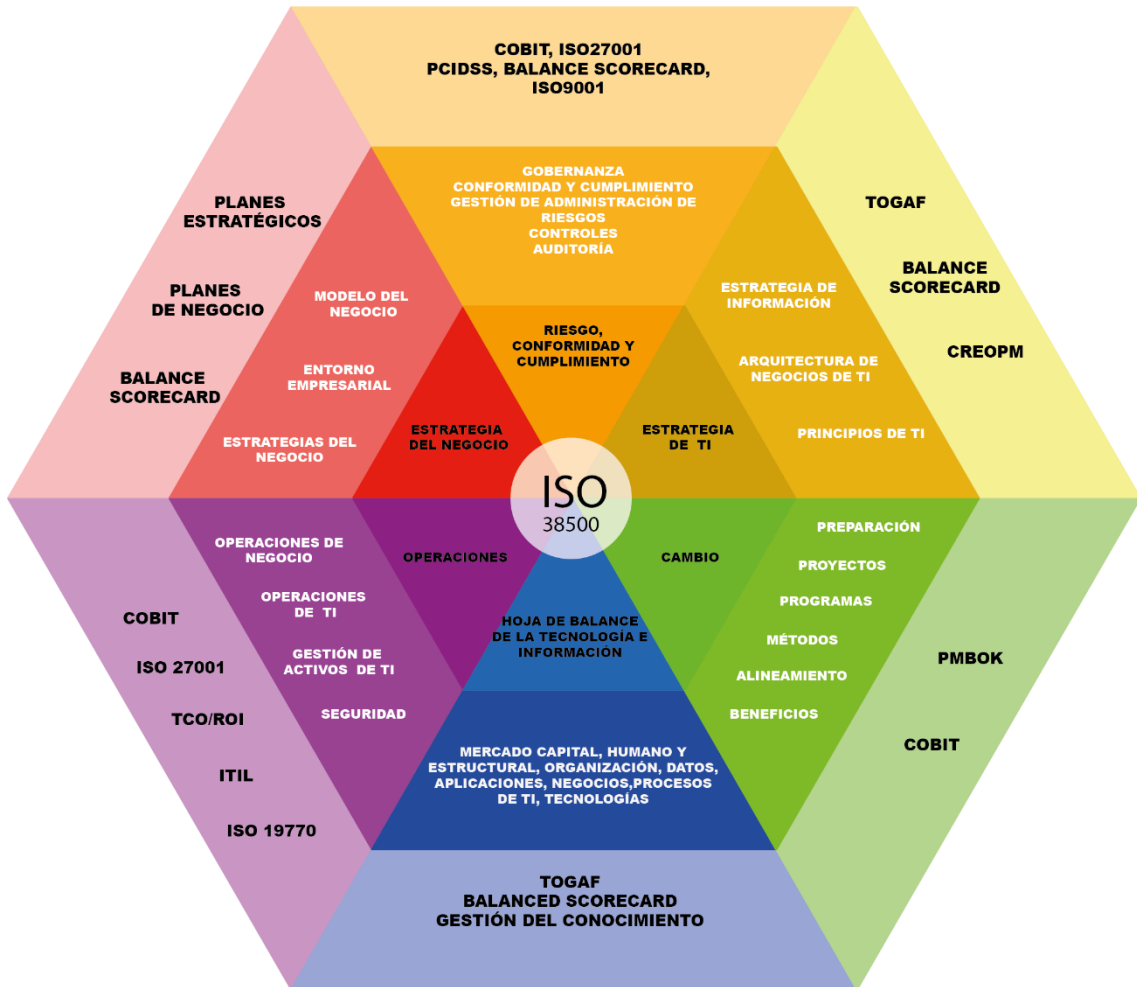 COBIT, ISO27001
PCIDSS, BALANCE SCORECARD,
ISO9001
GOBERNANZA
CONFORMIDAD Y CUMPLIMIENTO
GESTIÓN DE ADMINISTRACIÓN DE
RIESGOS
CONTROLES
AUDITORÍA
RIESGO,
CONFORMIDAD Y
CUMPLIMIENTO
PLANES
ESTRATÉGICOS
PLANES
DE NEGOCIO
BALANCE
SCORECARD
MODELO DEL
NEGOCIO
ENTORNO
EMPRESARIAL
ESTRATEGIAS DEL
NEGOCIO
ESTRATEGIA
DEL NEGOCIO
ESTRATEGIA
DE TI
ESTRATEGIA DE
INFORMACIÓN
ARQUITECTURA DE
NEGOCIOS DE TI
PRINCIPIOS DE TI
TOGAF
BALANCE
SCORECARD
CREOPM
ISO
38500
OPERACIONES
OPERACIONES DE
NEGOCIO
OPERACIONES
DE TI
GESTIÓN DE
ACTIVOS DE TI
SEGURIDAD
COBIT
ISO 27001
TCO/ROI
ITIL
ISO 19770
HOJA DE BALANCE
DE LA TECNOLOGÍA E
INFORMACIÓN
MERCADO CAPITAL, HUMANO Y
ESTRUCTURAL, ORGANIZACIÓN, DATOS,
APLICACIONES, NEGOCIOS,PROCESOS
DE TI, TECNOLOGÍAS
TOGAF
BALANCED SCORECARD
GESTIÓN DEL CONOCIMIENTO
CAMBIO
PREPARACIÓN
PROYECTOS
PROGRAMAS
MÉTODOS
ALINEAMIENTO
BENEFICIOS
PMBOK
COBIT